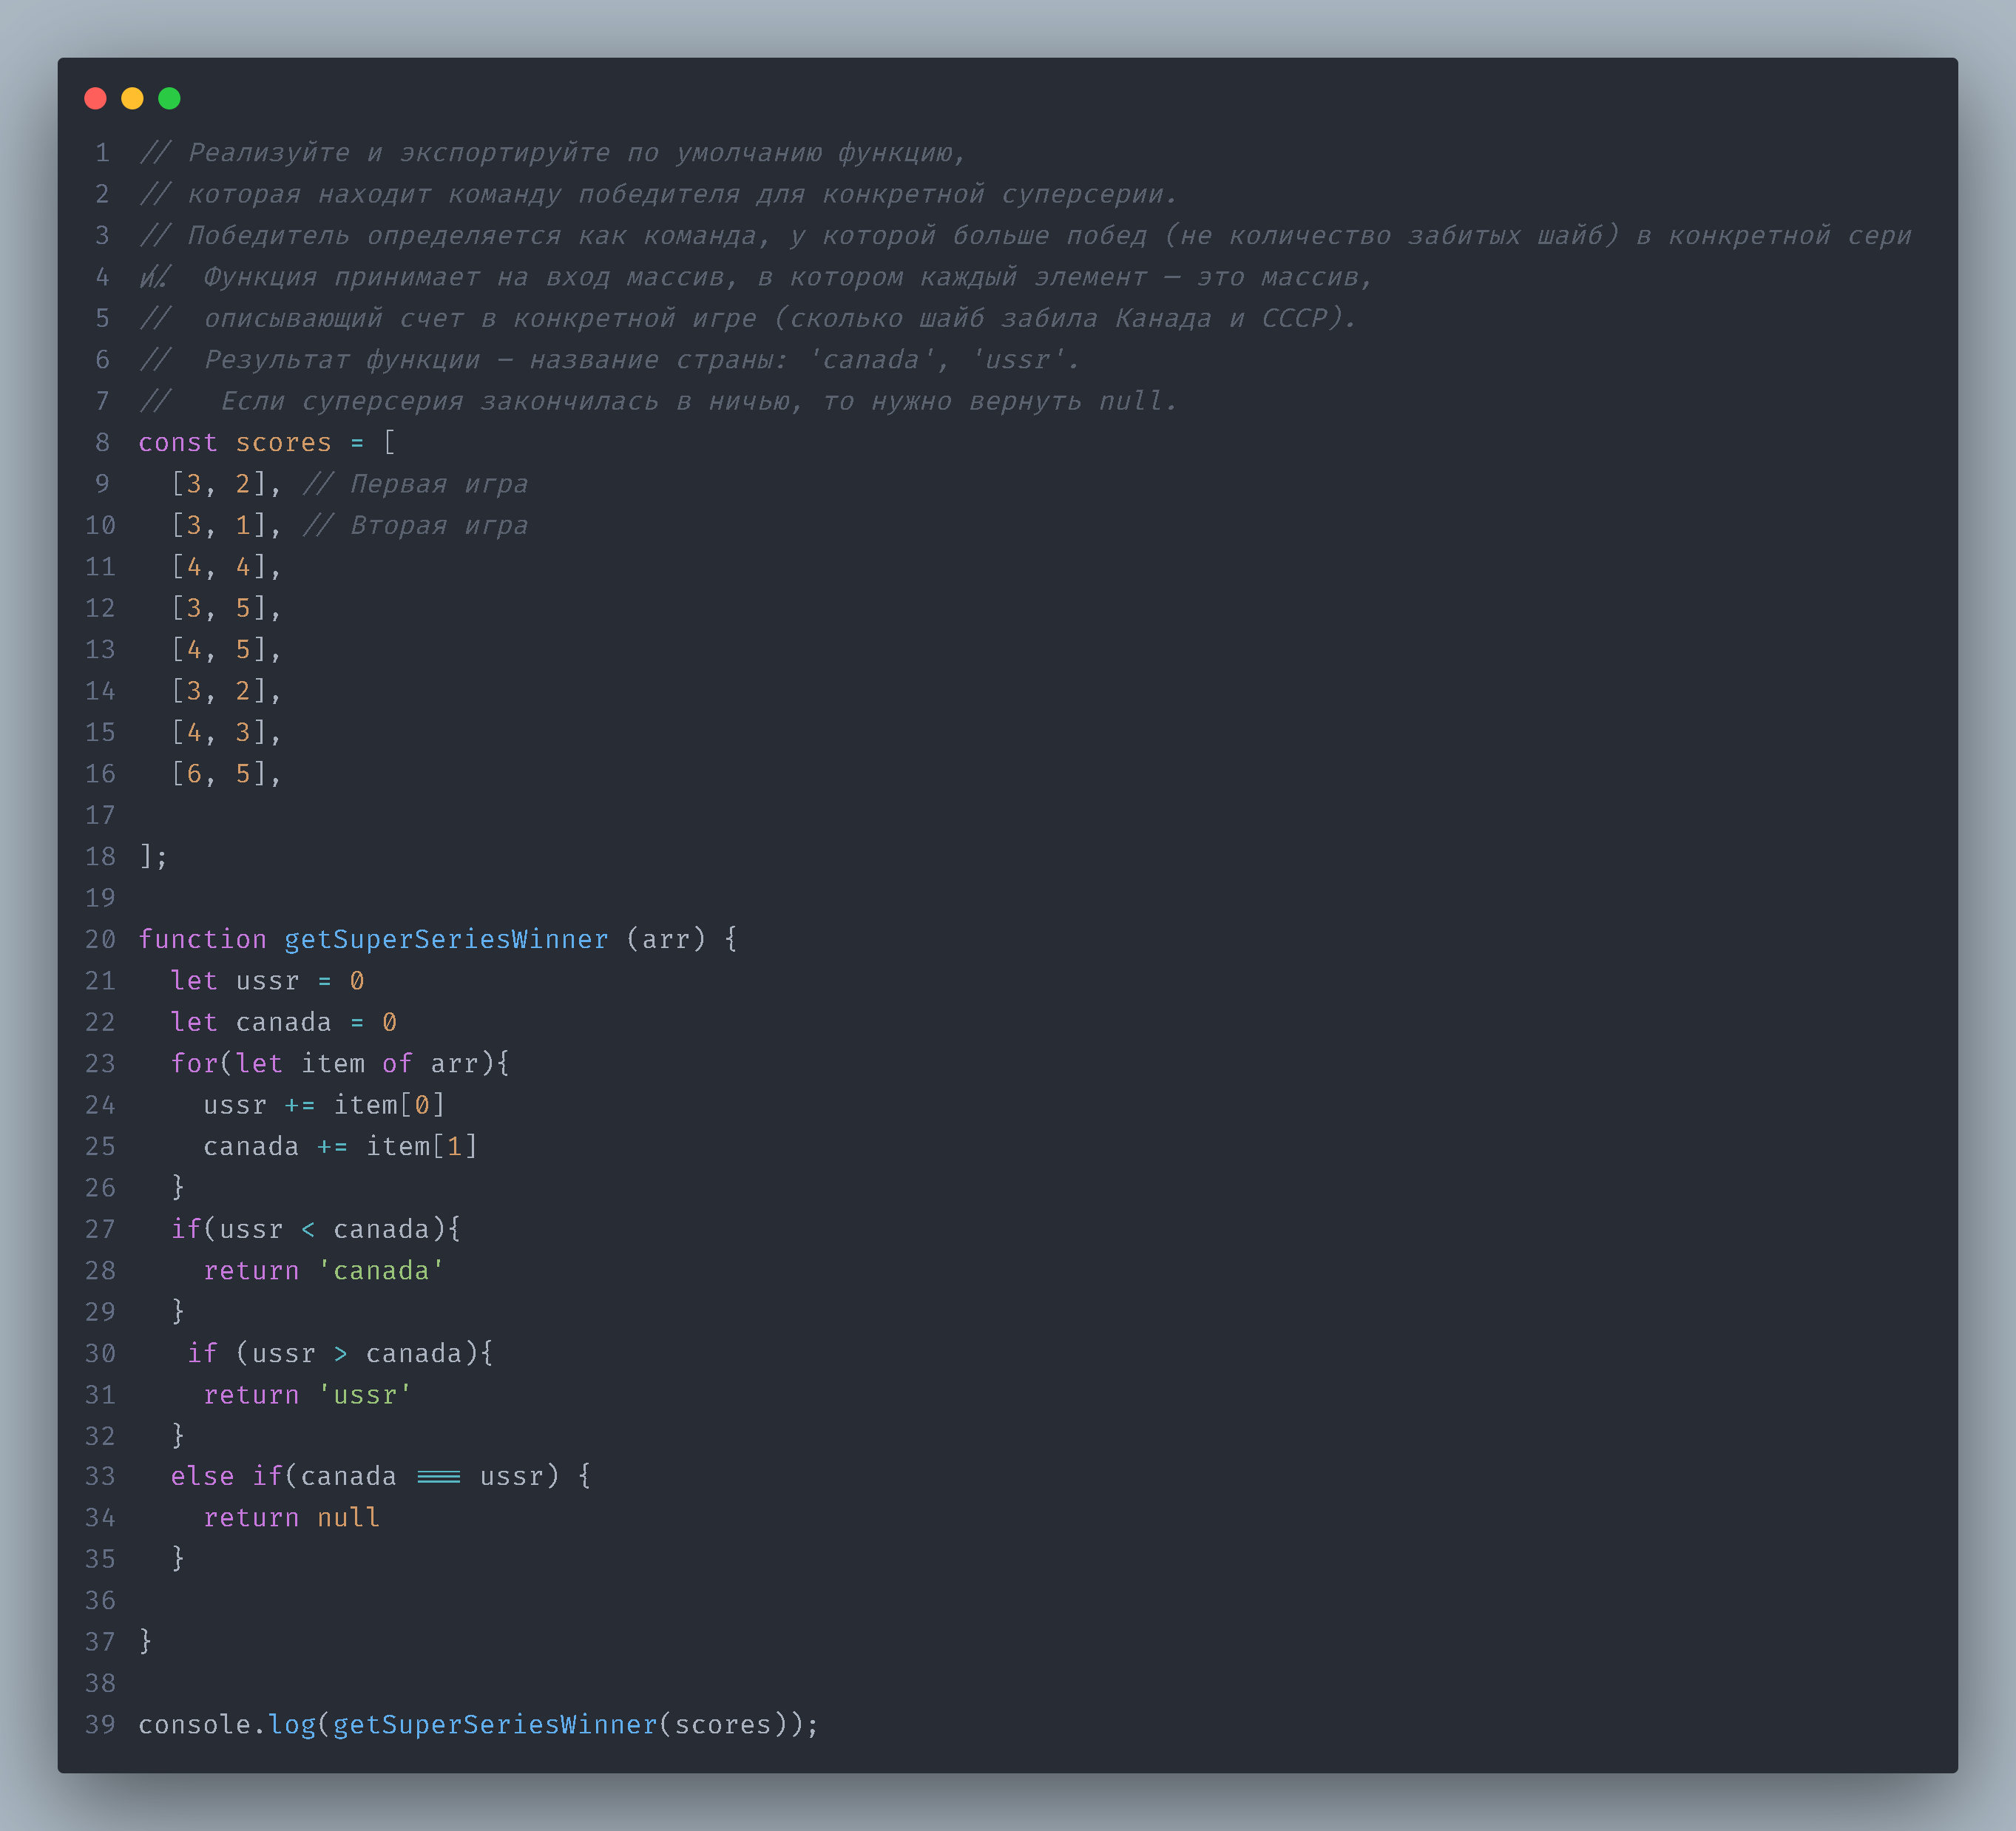 1 // Реализуйте и экспортируйте по умолчанию функцию,
2 // которая находит команду победителя для конкретной суперсерии.
3 // Победитель определяется как команда, у которой больше побед (не количество забитых шайб) в конкретной сери
и.
4 //  Функция принимает на вход массив, в котором каждый элемент — это массив,
5 //  описывающий счет в конкретной игре (сколько шайб забила Канада и СССР).
6 //  Результат функции — название страны: 'canada', 'ussr'.
7 //   Если суперсерия закончилась в ничью, то нужно вернуть null.
8 const scores = [
9   [3, 2], // Первая игра
10   [3, 1], // Вторая игра
11   [4, 4],
12   [3, 5],
13   [4, 5],
14   [3, 2],
15   [4, 3],
16   [6, 5],
17
18 ];
19
20 function getSuperSeriesWinner (arr) {
21   let ussr = 0
22   let canada = 0
23   for(let item of arr){
24     ussr += item[0]
25     canada += item[1]
26   }
27   if(ussr < canada){
28     return 'canada'
29   }
30    if (ussr > canada){
31     return 'ussr'
32   }
33   else if(canada === ussr) {
34     return null
35   }
36
37 }
38
39 console.log(getSuperSeriesWinner(scores));